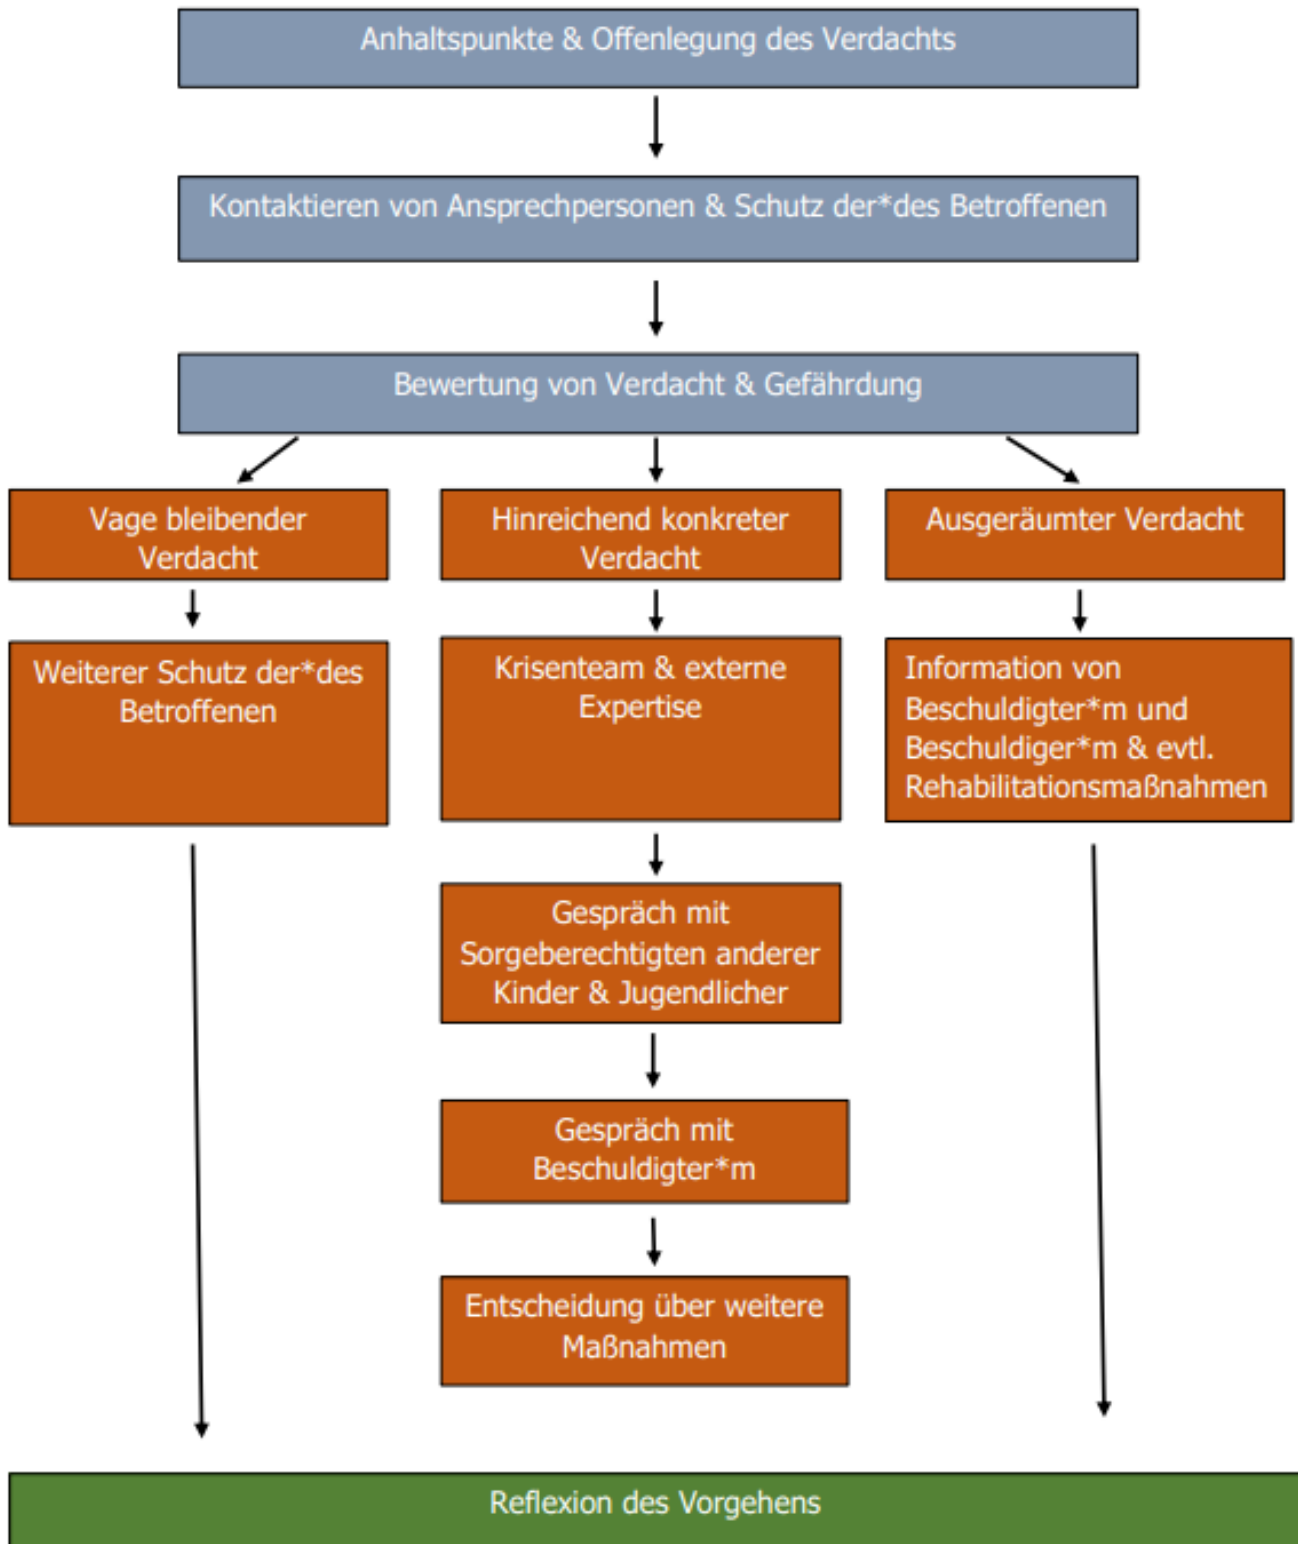 Anhaltspunkte & Offenlegung des Verdachts
Kontaktieren von Ansprechpersonen & Schutz der*des Betroffenen
Bewertung von Verdacht & Gefährdung
Vage bleibender
Verdacht
Hinreichend konkreter
Verdacht
Ausgeräumter Verdacht
Weiterer Schutz der*des
Betroffenen
Krisenteam & externe
Expertise
Information von
Beschuldigter*m und
Beschuldiger*m & evtl.
Rehabilitationsmaßnahmen
Gespräch mit
Sorgeberechtigten anderer
Kinder & Jugendlicher
Gespräch mit
Beschuldigter*m
Entscheidung über weitere
Maßnahmen
Reflexion des Vorgehens